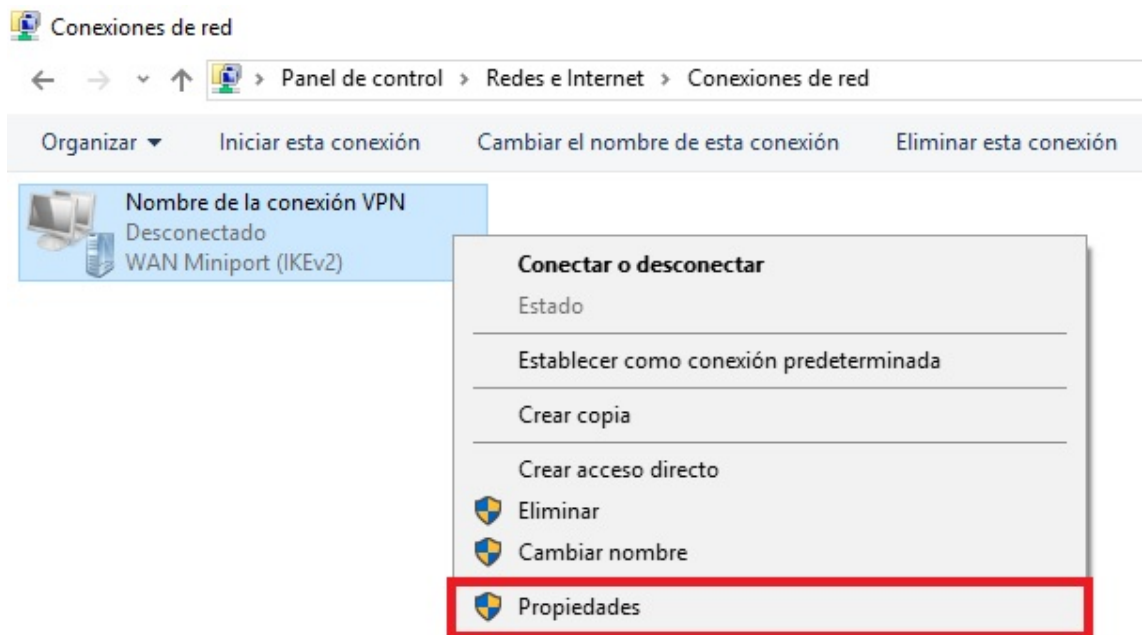 Conexiones de red
Panel de control > Redes e Internet > Conexiones de red
Organizar Iniciar esta conexión Cambiar el nombre de esta conexión Eliminar esta conexión
Nombre de la conexión VPN
Desconectado
WAN Miniport (IKEv2)
Conectar o desconectar
Estado
Establecer como conexión predeterminada
Crear copia
Crear acceso directo
Eliminar
Cambiar nombre
Propiedades